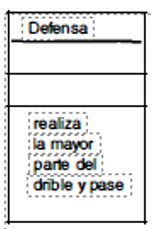 Defensa
realiza
la mayor
parte del
drible y pase